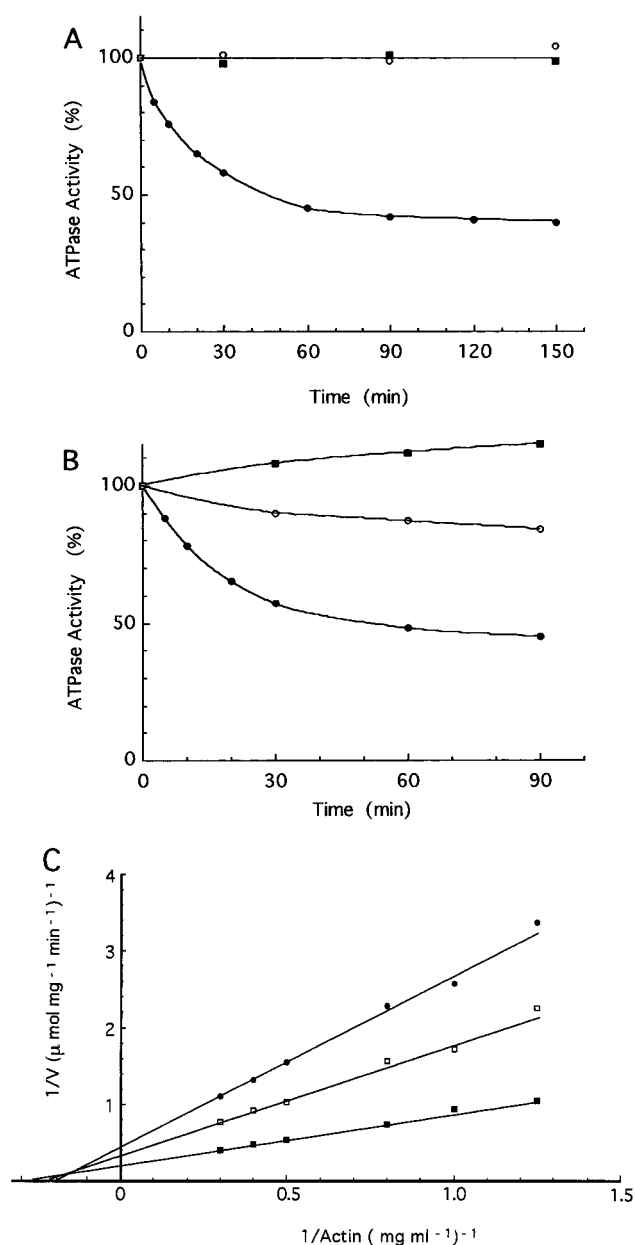 A
ATPase Activity (%)
100
50
0
0 30 60 90 120 150
Time (min)
B
ATPase Activity (%)
100
50
0
0 30 60 90
Time (min)
C
1/V (μ mol mg -1 min -1) -1
4
3
2
1
0 0.5 1.0 1.5
1/Actin ( mg ml -1) -1